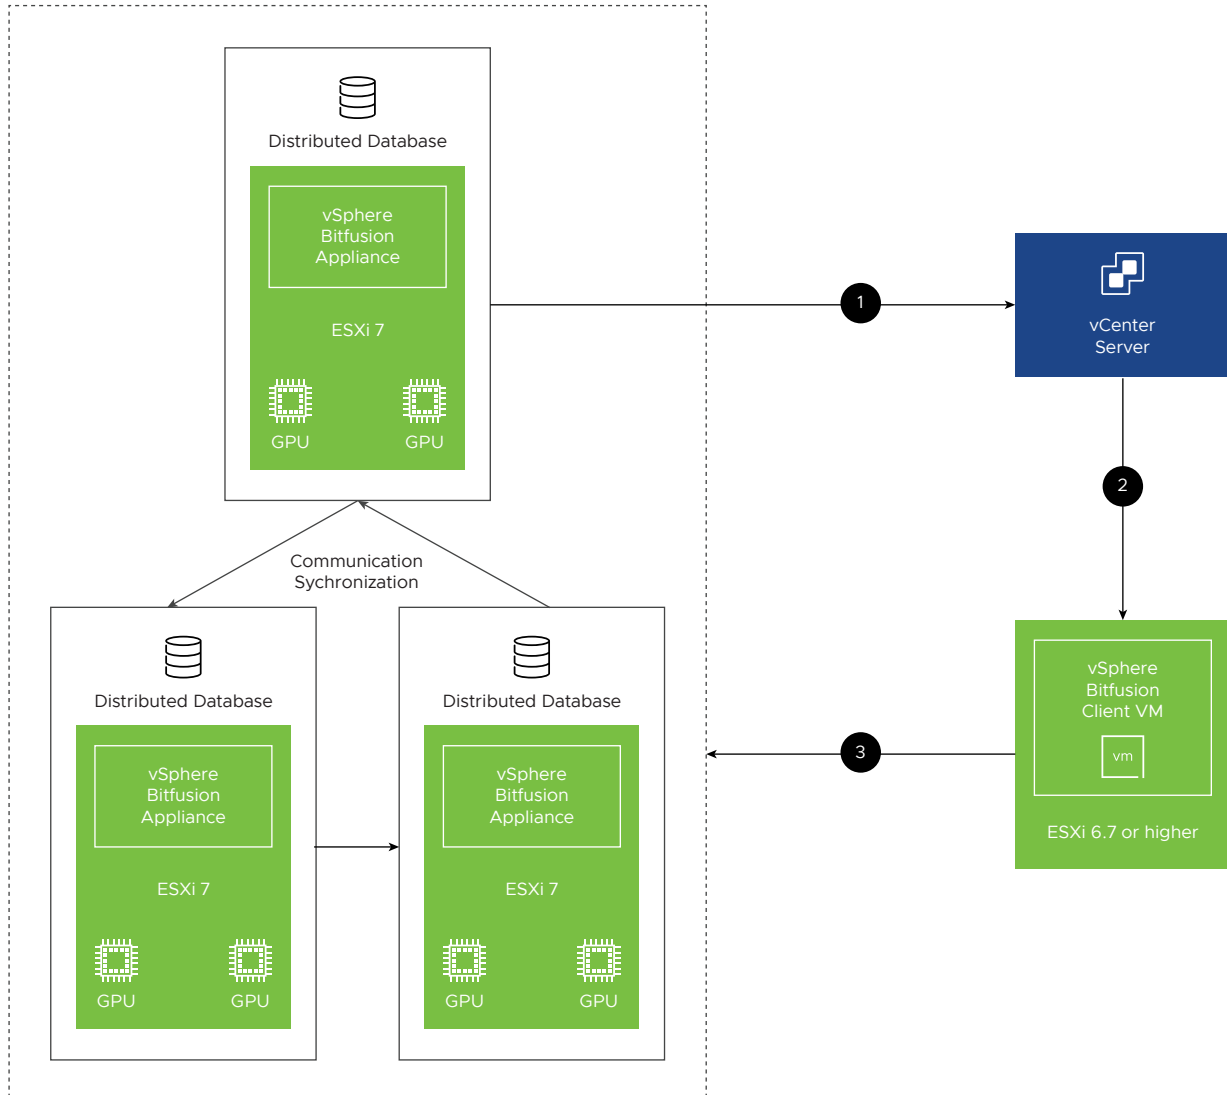 Distributed Database
vSphere
Bitfusion
Appliance
ESXi 7
GPU
GPU
1
vCenter
Server
2
Communication
Sychronization
Distributed Database
vSphere
Bitfusion
Appliance
ESXi 7
GPU
GPU
Distributed Database
vSphere
Bitfusion
Appliance
ESXi 7
GPU
GPU
3
vSphere
Bitfusion
Client VM
vm
ESXi 6.7 or higher